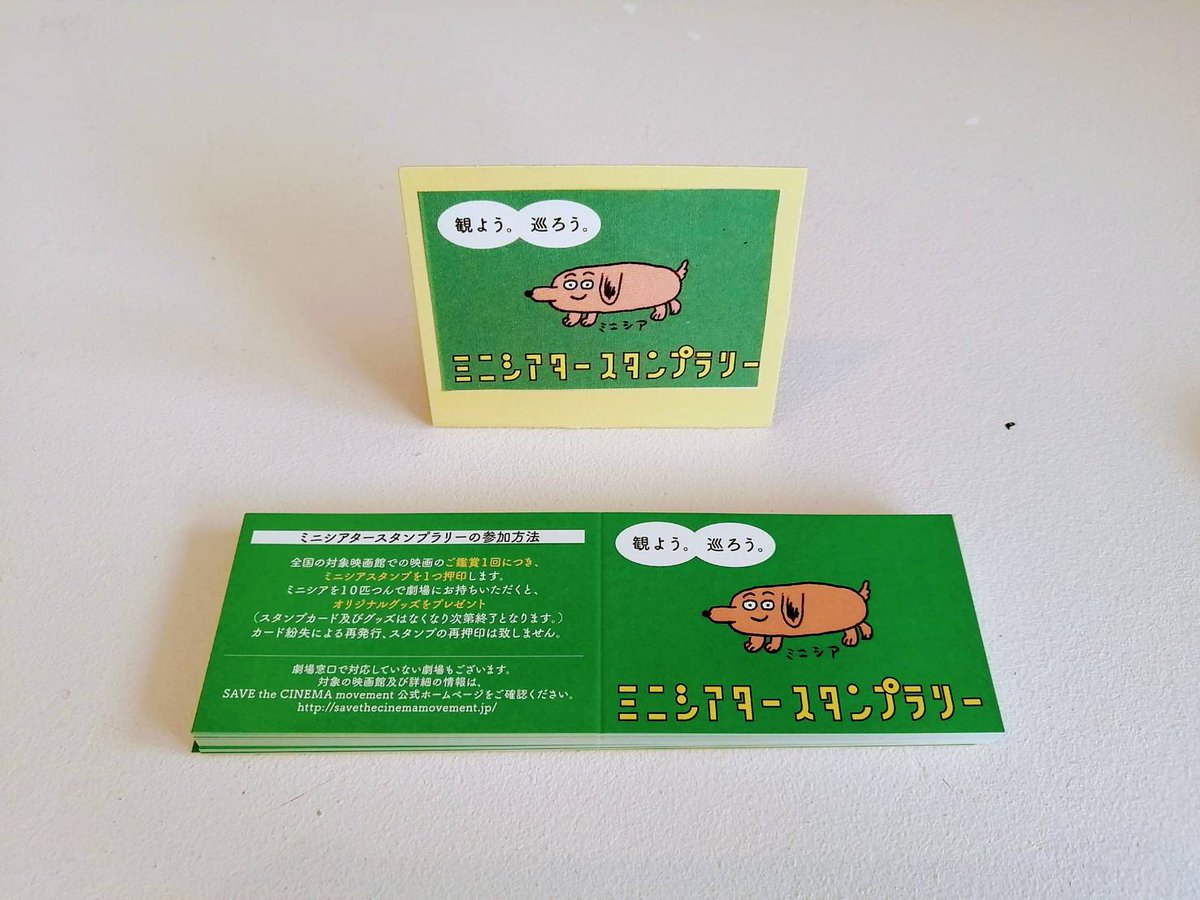 観よう。 巡ろう。
ミニシア
ミニシアタースタンプラリー
ミニシアタースタンプラリーの参加方法
全国の対象映画館での映画のご鑑賞1回につき、
ミニシアスタンプを1つ押印します。
ミニシアを10匹つんで劇場にお持ちいただくと、
オリジナルグッズをプレゼント
（スタンプカード及びグッズはなくなり次第終了となります。）
カード紛失による再発行、スタンプの再押印は致しません。
劇場窓口で対応していない劇場もございます。
対象の映画館及び詳細の情報は、
SAVE the CINEMA movement 公式ホームページをご確認ください。
http://savethecinemamovement.jp/
観よう。 巡ろう。
ミニシア
ミニシアタースタンプラリー